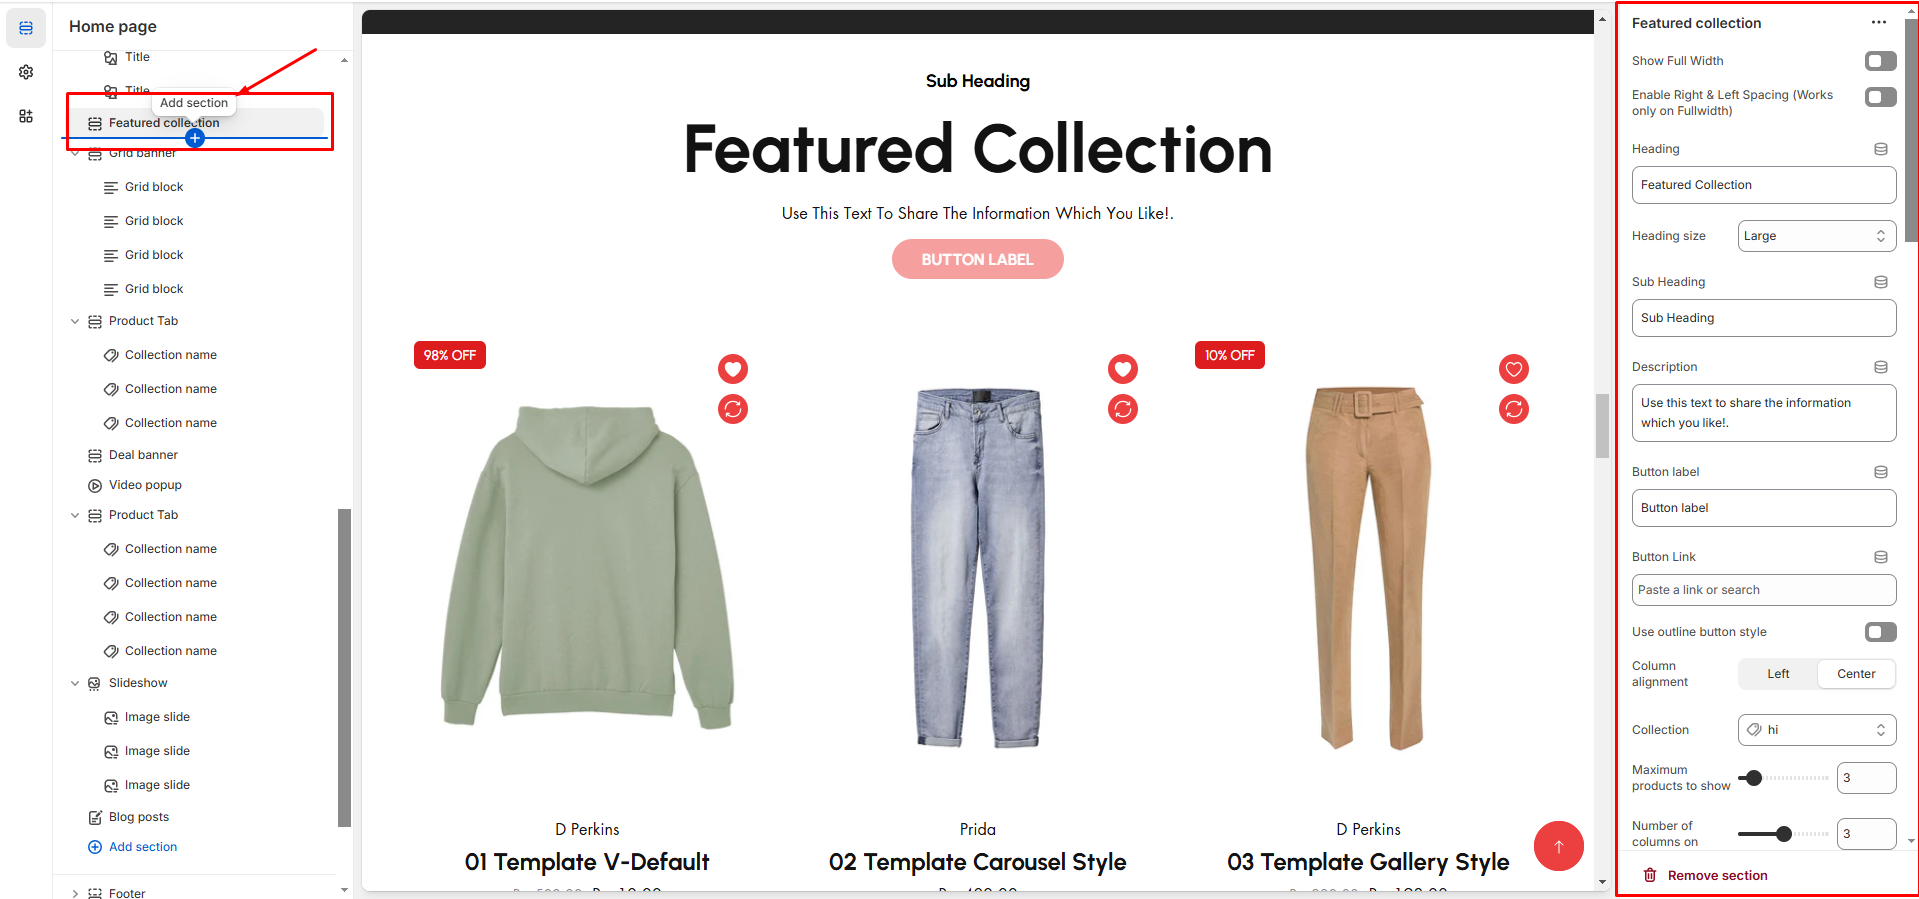 Home page
Title
Title
Add section
Featured collection
Grid banner
Grid block
Grid block
Grid block
Grid block
Product Tab
Collection name
Collection name
Collection name
Deal banner
Video popup
Product Tab
Collection name
Collection name
Collection name
Collection name
Slideshow
Image slide
Image slide
Image slide
Blog posts
Add section
Footer
Sub Heading
Featured Collection
Use This Text To Share The Information Which You Like!.
BUTTON LABEL
98% OFF
10% OFF
D Perkins
01 Template V-Default
Prida
02 Template Carousel Style
D Perkins
03 Template Gallery Style
Featured collection
Show Full Width
Enable Right & Left Spacing (Works
only on Fullwidth)
Heading
Featured Collection
Heading size
Large
Sub Heading
Sub Heading
Description
Use this text to share the information
which you like!.
Button label
Button label
Button Link
Paste a link or search
Use outline button style
Column
alignment
Left
Center
Collection
hi
Maximum
products to show
3
Number of
columns on
3
Remove section